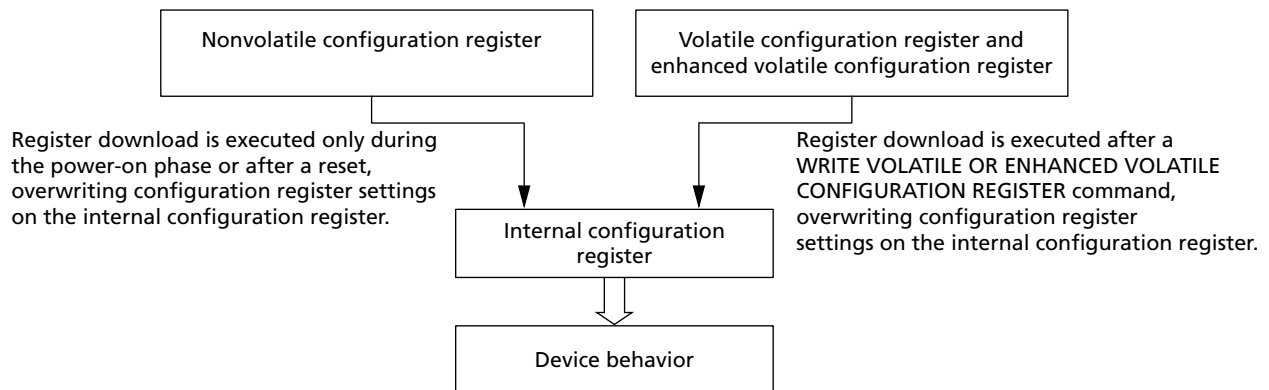 Nonvolatile configuration register
Volatile configuration register and
enhanced volatile configuration register
Register download is executed only during
the power-on phase or after a reset,
overwriting configuration register settings
on the internal configuration register.
Register download is executed after a
WRITE VOLATILE OR ENHANCED VOLATILE
CONFIGURATION REGISTER command,
overwriting configuration register
settings on the internal configuration register.
Internal configuration
register
Device behavior